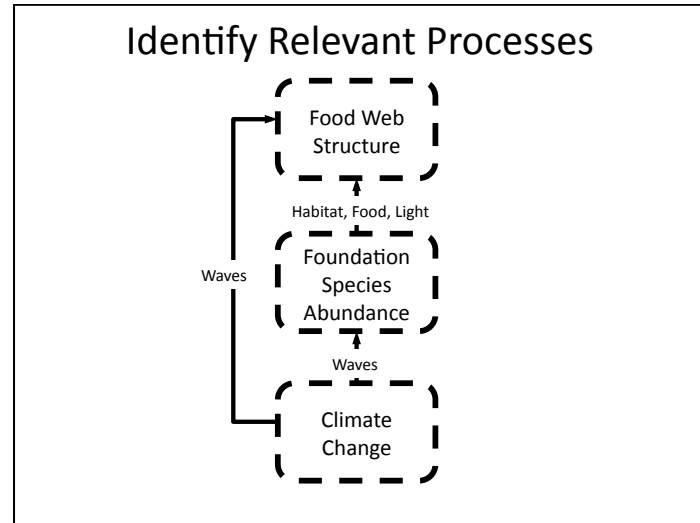 Identify Relevant Processes
Food Web
Structure
Habitat, Food, Light
Foundation
Species
Abundance
Waves
Waves
Climate
Change